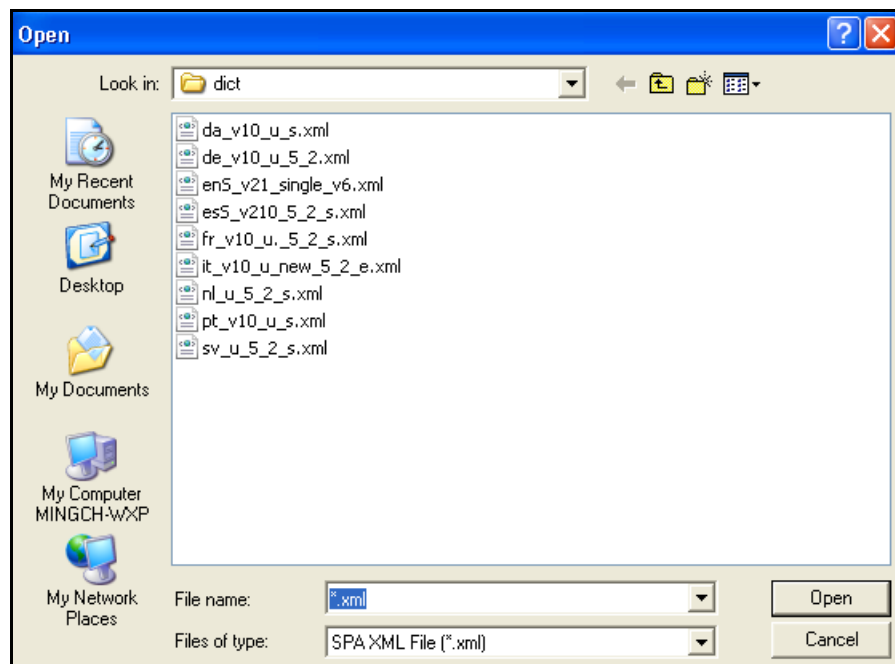 Open
Look in: dict
da_v10_u_s.xml
de_v10_u_5_2.xml
en5_v21_single_v6.xml
es5_v210_5_2_s.xml
fr_v10_u._5_2_s.xml
it_v10_u_new_5_2_e.xml
nl_u_5_2_s.xml
pt_v10_u_s.xml
sv_u_5_2_s.xml
My Recent
Documents
Desktop
My Documents
My Computer
MINGCH-WXP
My Network
Places
File name: *.xml Open
Files of type: SPA XML File (*.xml) Cancel